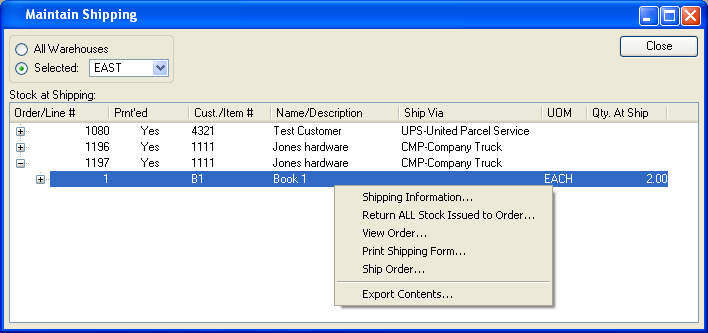 Maintain Shipping
All Warehouses
Selected: EAST
Close
Stock at Shipping:
Order/Line # Prnt'ed Cust./Item # Name/Description Ship Via UOM Qty. At Ship
1080 Yes 4321 Test Customer UPS-United Parcel Service
1196 Yes 1111 Jones hardware CMP-Company Truck
1197 Yes 1111 Jones hardware CMP-Company Truck
1 B1 Book 1 EACH 2.00
Shipping Information...
Return ALL Stock Issued to Order...
View Order...
Print Shipping Form...
Ship Order...
Export Contents...